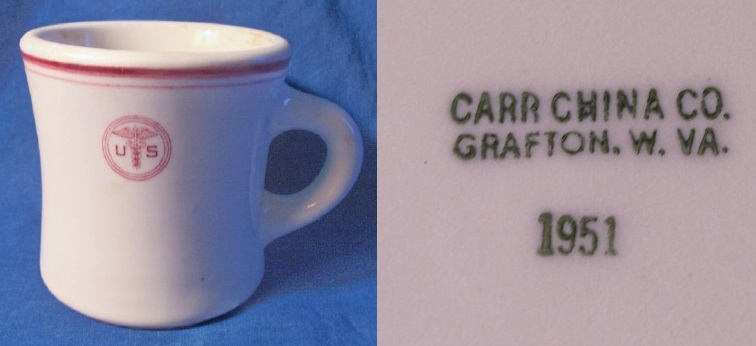 U S
CARR CHINA CO.
GRAFTON, W. VA.
1951